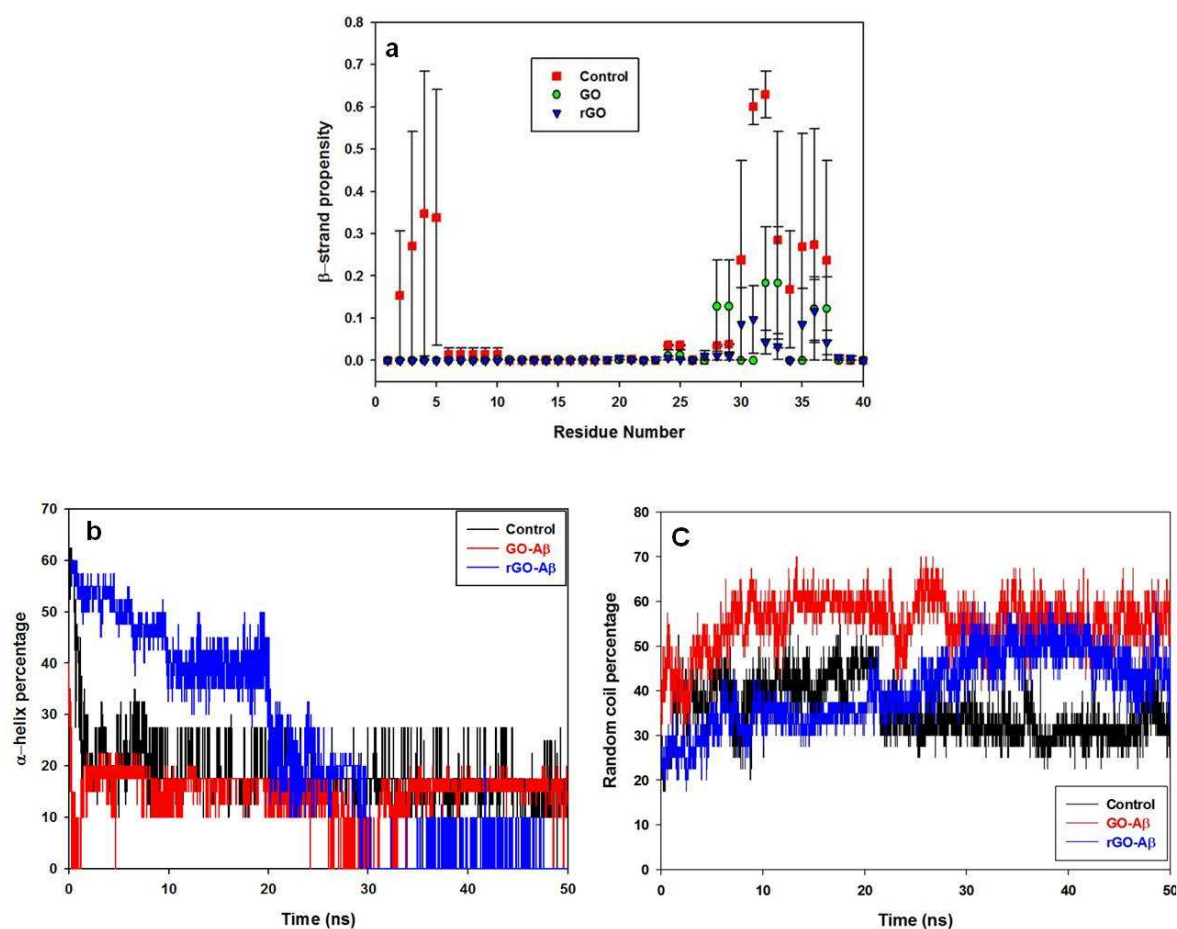 a
0.8
0.7
0.6
0.5
0.4
0.3
0.2
0.1
0.0
β−strand propensity
Control
GO
rGO
0 5 10 15 20 25 30 35 40
Residue Number
b
70
60
50
40
30
20
10
0
α−helix percentage
Control
GO-Aβ
rGO-Aβ
0 10 20 30 40 50
Time (ns)
C
80
70
60
50
40
30
20
10
0
Random coil percentage
Control
GO-Aβ
rGO-Aβ
0 10 20 30 40 50
Time (ns)